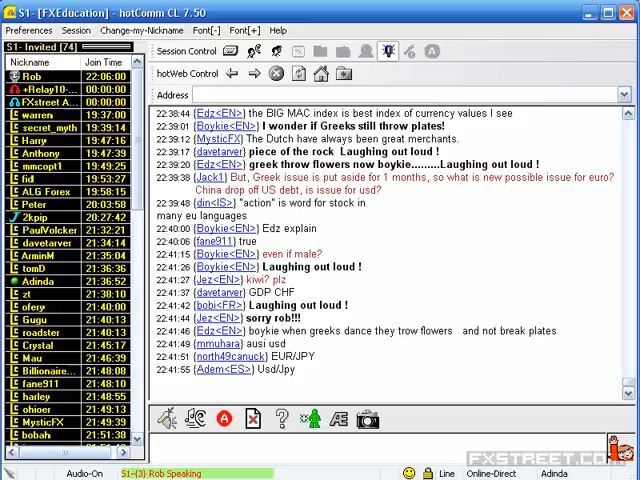 S1- [FXEducation] - hotComm CL 7.50
Preferences Session Change-my-Nickname Font[-] Font[+] Help
S1- Invited [74]
Session Control
Nickname Join Time
hotWeb Control
Address
Rob 22:06:00
+Relay10-... 00:00:00
FXstreet A... 00:00:00
warren 19:37:00
secret_myth 19:39:14
Harry 19:47:16
Anthony 19:47:39
mmcopt1 19:47:39
fid 19:53:27
ALG Forex 19:58:15
Peter 20:03:58
2kpip 20:27:42
PaulVolcker 21:32:21
davetarver 21:34:14
ArminM 21:35:04
tomD 21:36:36
Adinda 21:36:52
zt 21:38:10
ofery 21:40:00
Gugu 21:40:03
roadster 21:40:13
Crystal 21:45:17
Mau 21:46:39
Billionaire... 21:48:08
fane911 21:48:10
harley 21:48:55
ohioer 21:49:13
MysticFX 21:49:41
bobah 21:51:38
22:38:44 {Edz<EN>} the BIG MAC index is best index of currency values I see
22:39:01 {Boykie<EN>} I wonder if Greeks still throw plates!
22:39:12 {MysticFX} The Dutch have always been great merchants.
22:39:17 {davetarver} piece of the rock Laughing out loud !
22:39:20 {Edz<EN>} greek throw flowers now boykie.........Laughing out loud !
22:39:38 {Jack1} But, Greek issue is put aside for 1 months, so what is new possible issue for euro?
China drop off US debt, is issue for usd?
22:39:48 {din<IS>} "action" is word for stock in
many eu languages
22:40:00 {Boykie<EN>} Edz explain
22:40:06 {fane911} true
22:41:15 {Boykie<EN>} even if male?
22:41:26 {Boykie<EN>} Laughing out loud !
22:41:27 {Jez<EN>} kiwi? plz
22:41:37 {davetarver} GDP CHF
22:41:42 {bobi<FR>} Laughing out loud !
22:41:44 {Jez<EN>} sorry rob!!!
22:41:46 {Edz<EN>} boykie when greeks dance they trow flowers and not break plates
22:41:49 {mmuhara} ausi usd
22:41:51 {north49canuck} EUR/JPY
22:41:55 {Adem<ES>} Usd/Jpy
FXSTREET.COM
Audio-On S1-{3} Rob Speaking Line Online-Direct Adinda